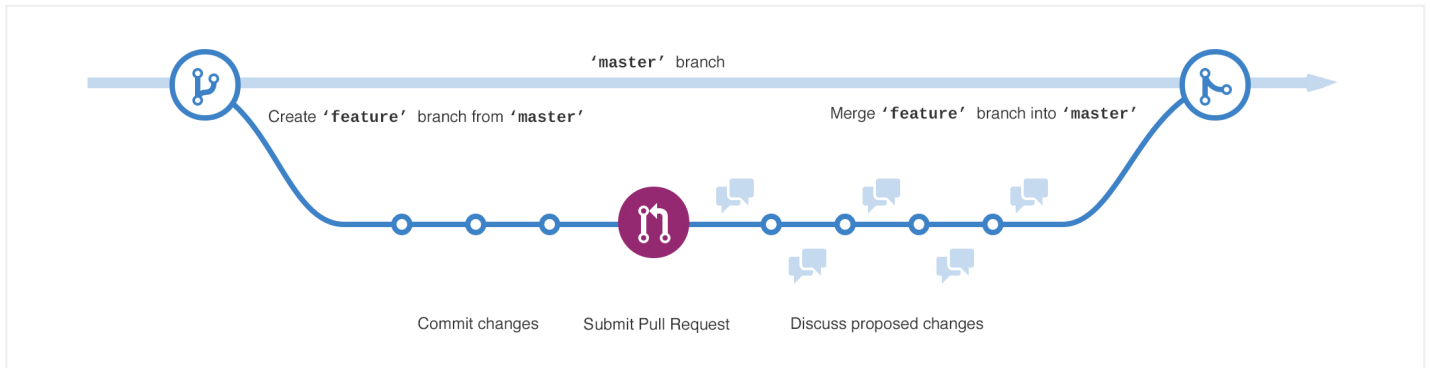 ‘master’ branch
Create ‘feature’ branch from ‘master’
Merge ‘feature’ branch into ‘master’
Commit changes
Submit Pull Request
Discuss proposed changes